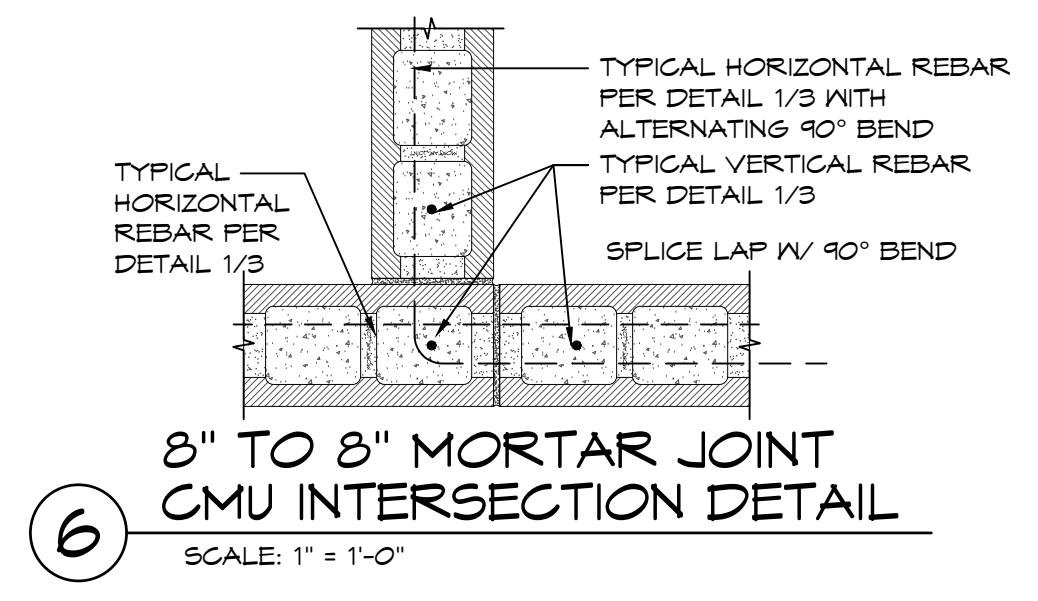 TYPICAL HORIZONTAL REBAR
PER DETAIL 1/3 WITH
ALTERNATING 90° BEND
TYPICAL VERTICAL REBAR
PER DETAIL 1/3
SPLICE LAP W/ 90° BEND
TYPICAL
HORIZONTAL
REBAR PER
DETAIL 1/3
8" TO 8" MORTAR JOINT
CMU INTERSECTION DETAIL
6
SCALE: 1" = 1'-0"